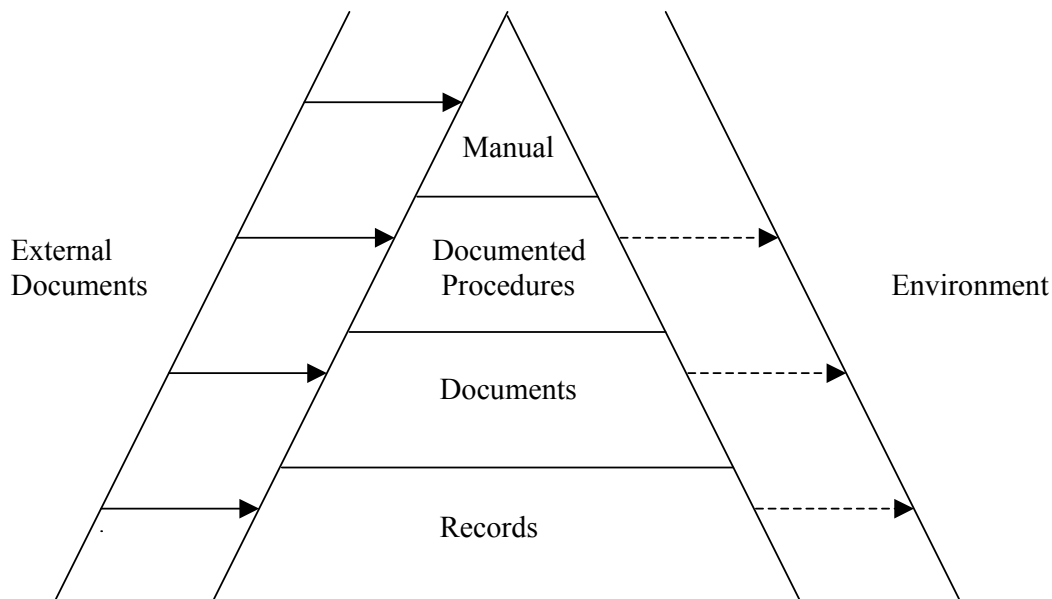 Manual
External
Documents
Documented
Procedures
Environment
Documents
Records